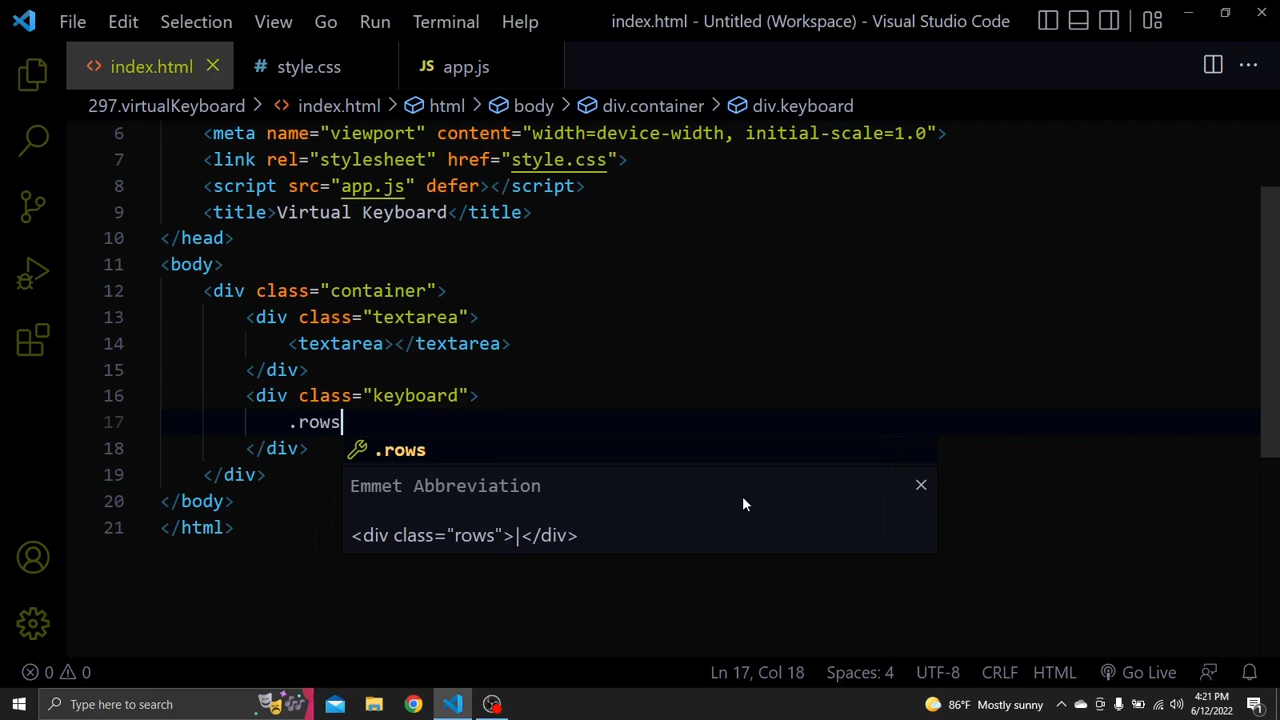 File Edit Selection View Go Run Terminal Help index.html - Untitled (Workspace) - Visual Studio Code
<> index.html × # style.css JS app.js
297.virtualKeyboard > <> index.html > html > body > div.container > div.keyboard
6 <meta name="viewport" content="width=device-width, initial-scale=1.0">
7 <link rel="stylesheet" href="style.css">
8 <script src="app.js" defer></script>
9 <title>Virtual Keyboard</title>
10 </head>
11 <body>
12 <div class="container">
13 <div class="textarea">
14 <textarea></textarea>
15 </div>
16 <div class="keyboard">
17 .rows
18 </div>
.rows
19 </div>
Emmet Abbreviation
20 </body>
21 </html>
<div class="rows">|</div>
0 0 Ln 17, Col 18 Spaces: 4 UTF-8 CRLF HTML Go Live
Type here to search 86°F Mostly sunny 4:21 PM
6/12/2022 1